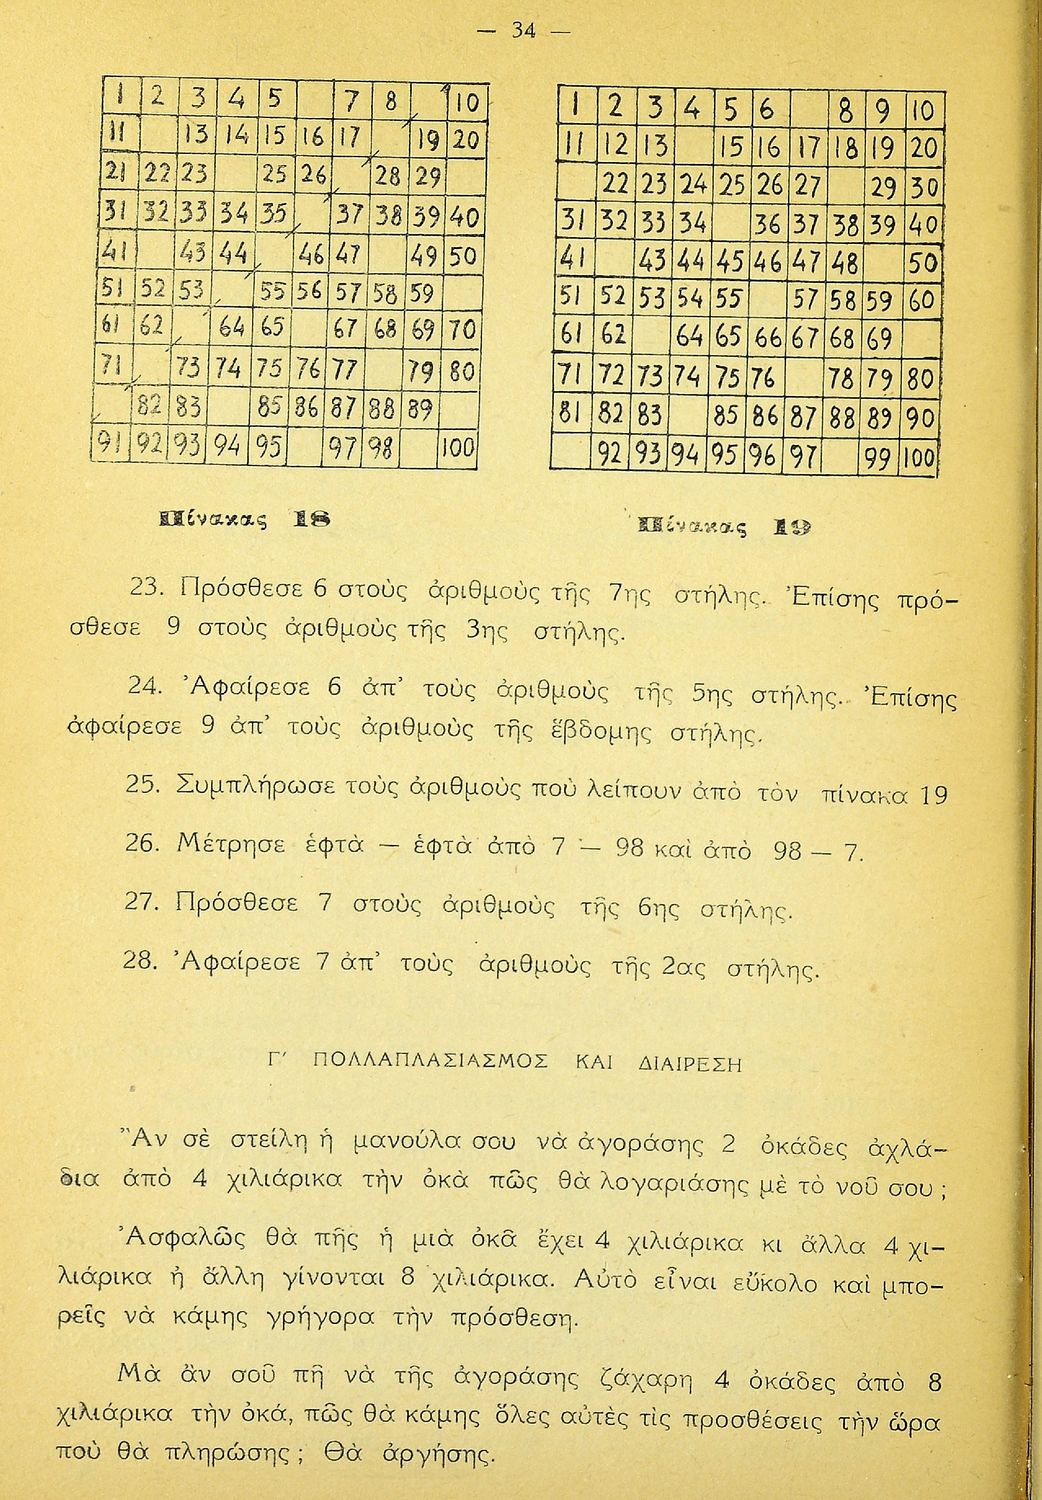 — 34 —
1 2 3 4 5 7 8 10
11 13 14 15 16 17 19 20
21 22 23 25 26 28 29
31 32 33 34 35 37 38 39 40
41 43 44 46 47 49 50
51 52 53 55 56 57 58 59
61 62 64 65 67 68 69 70
71 73 74 75 76 77 79 80
82 83 85 86 87 88 89
91 92 93 94 95 97 98 100
Πίνακας 18
1 2 3 4 5 6 8 9 10
11 12 13 15 16 17 18 19 20
22 23 24 25 26 27 29 30
31 32 33 34 36 37 38 39 40
41 43 44 45 46 47 48 50
51 52 53 54 55 57 58 59 60
61 62 64 65 66 67 68 69
71 72 73 74 75 76 78 79 80
81 82 83 85 86 87 88 89 90
92 93 94 95 96 97 99 100
Πίνακας 19
23. Πρόσθεσε 6 στοὺς ἀριθμοὺς τῆς 7ης στήλης. Ἐπίσης πρό-
σθεσε 9 στοὺς ἀριθμοὺς τῆς 3ης στήλης.
24. Ἀφαίρεσε 6 ἀπ’ τοὺς ἀριθμοὺς τῆς 5ης στήλης. Ἐπίσης
ἀφαίρεσε 9 ἀπ’ τοὺς ἀριθμοὺς τῆς ἕβδομης στήλης.
25. Συμπλήρωσε τοὺς ἀριθμοὺς ποὺ λείπουν ἀπὸ τὸν πίνακα 19
26. Μέτρησε ἑφτὰ — ἑφτὰ ἀπὸ 7 — 98 καὶ ἀπὸ 98 — 7.
27. Πρόσθεσε 7 στοὺς ἀριθμοὺς τῆς 6ης στήλης.
28. Ἀφαίρεσε 7 ἀπ’ τοὺς ἀριθμοὺς τῆς 2ας στήλης.
Γ′ ΠΟΛΛΑΠΛΑΣΙΑΣΜΟΣ ΚΑΙ ΔΙΑΙΡΕΣΗ
Ἂν σὲ στείλη ἡ μανούλα σου νὰ ἀγοράσης 2 ὀκάδες ἀχλά-
δια ἀπὸ 4 χιλιάρικα τὴν ὀκὰ πῶς θὰ λογαριάσης μὲ τὸ νοῦ σου ;
Ἀσφαλῶς θὰ πῆς ἡ μιὰ ὀκᾶ ἔχει 4 χιλιάρικα κι ἄλλα 4 χι-
λιάρικα ἡ ἄλλη γίνονται 8 χιλιάρικα. Αὐτὸ εἶναι εὔκολο καὶ μπο-
ρεῖς νὰ κάμης γρήγορα τὴν πρόσθεση.
Μὰ ἂν σοῦ πῆ νὰ τῆς ἀγοράσης ζάχαρη 4 ὀκάδες ἀπὸ 8
χιλιάρικα τὴν ὀκά, πῶς θὰ κάμης ὅλες αὐτὲς τὶς προσθέσεις τὴν ὥρα
ποὺ θὰ πληρώσης ; Θὰ ἀργήσης.